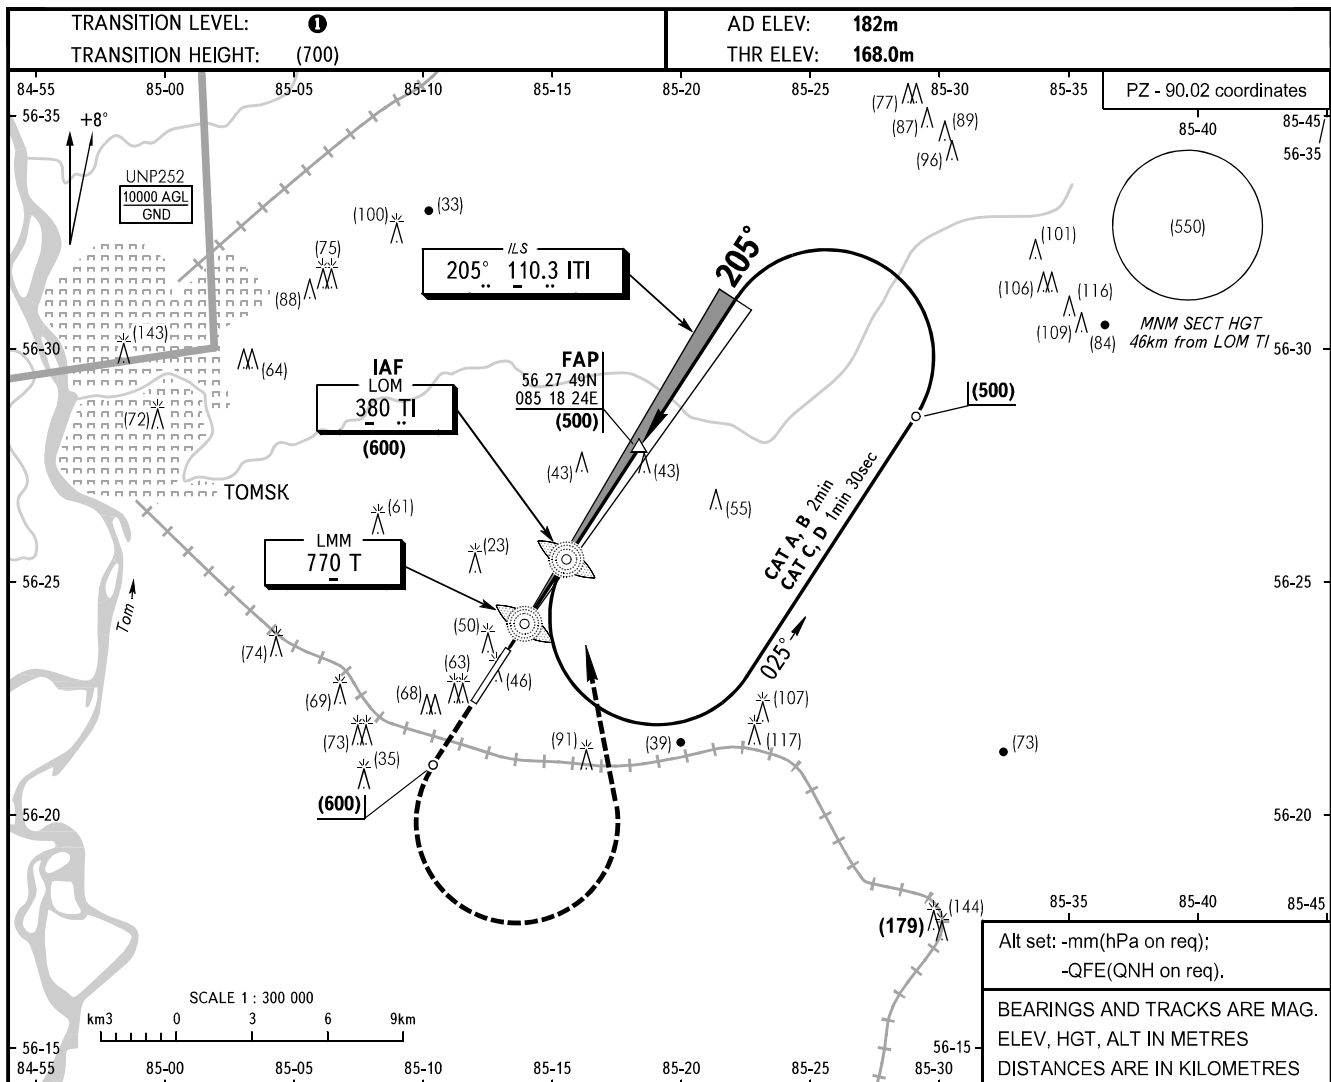 TRANSITION LEVEL: ❶
TRANSITION HEIGHT: (700)
AD ELEV: 182m
THR ELEV: 168.0m
84-55 85-00 85-05 85-10 85-15 85-20 85-25 85-30 85-35
PZ - 90.02 coordinates
85-40 85-45
56-35
56-35
+8°
(77)
(87)
(89)
(96)
UNP252
10000 AGL
GND
(100)
(33)
(550)
(75)
(88)
ILS
205° 110.3 ITI
205°
(101)
(106)
(116)
(109)
(84)
MNM SECT HGT
46km from LOM TI
(143)
(64)
56-30
56-30
IAF
LOM
380 TI
(600)
FAP
56 27 49N
085 18 24E
(500)
(500)
(72)
(43)
(43)
(55)
TOMSK
(61)
CAT A, B 2min
CAT C, D 1min 30sec
LMM
770 T
(23)
56-25
56-25
Tom
(50)
(74)
(46)
(63)
025°
(69)
(68)
(107)
(73)
(91)
(39)
(117)
(73)
(35)
(600)
56-20
56-20
85-35 85-40 85-45
(144)
(179)
Alt set: -mm(hPa on req);
-QFE(QNH on req).
SCALE 1 : 300 000
km3 0 3 6 9km
BEARINGS AND TRACKS ARE MAG.
ELEV, HGT, ALT IN METRES
DISTANCES ARE IN KILOMETRES
56-15
56-15
84-55 85-00 85-05 85-10 85-15 85-20 85-25 85-30